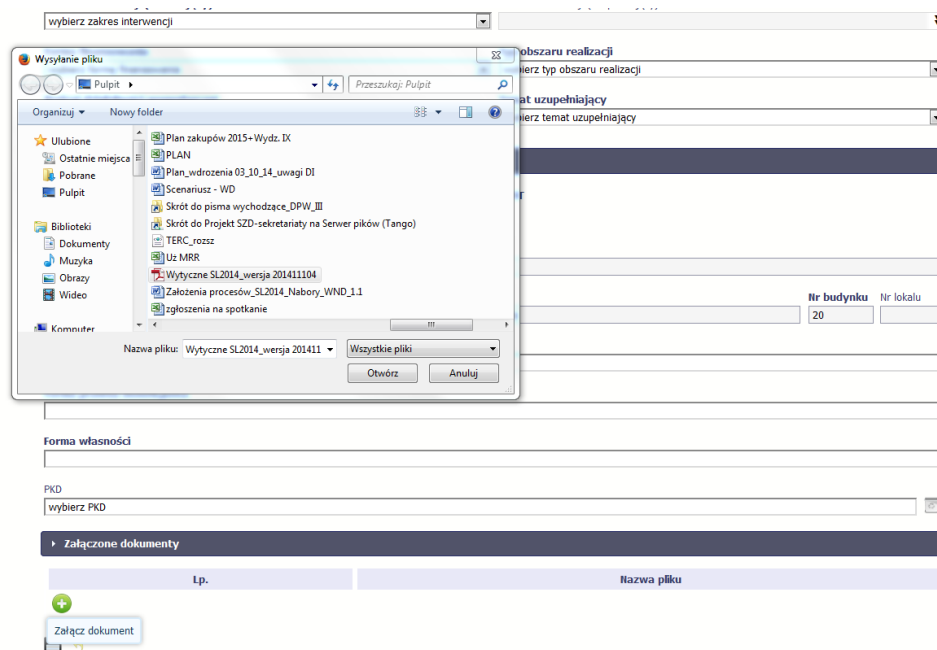 wybierz zakres interwencji
Wysyłanie pliku
obszaru realizacji
ierz typ obszaru realizacji
Pulpit
Przeszukaj: Pulpit
at uzupełniający
ierz temat uzupełniający
Organizuj
Nowy folder
Ulubione
Ostatnie miejsca
Pobrane
Pulpit
Biblioteki
Dokumenty
Muzyka
Obrazy
Wideo
Komputer
Plan zakupów 2015+Wydz. IX
PLAN
Plan_wdrozenia 03_10_14_uwagi DI
Scenariusz - WD
Skrót do pisma wychodzące_DPW_III
Skrót do Projekt SZD-sekretariaty na Serwer pików (Tango)
TERC_rozsz
Uz MRR
Wytyczne SL2014_wersja 201411104
Założenia procesów_SL2014_Nabory_WND_1.1
zgłoszenia na spotkanie
Nr budynku Nr lokalu
20
Nazwa pliku: Wytyczne SL2014_wersja 201411 Wszystkie pliki
Otwórz Anuluj
Forma własności
PKD
wybierz PKD
Załączone dokumenty
Lp. Nazwa pliku
Załącz dokument